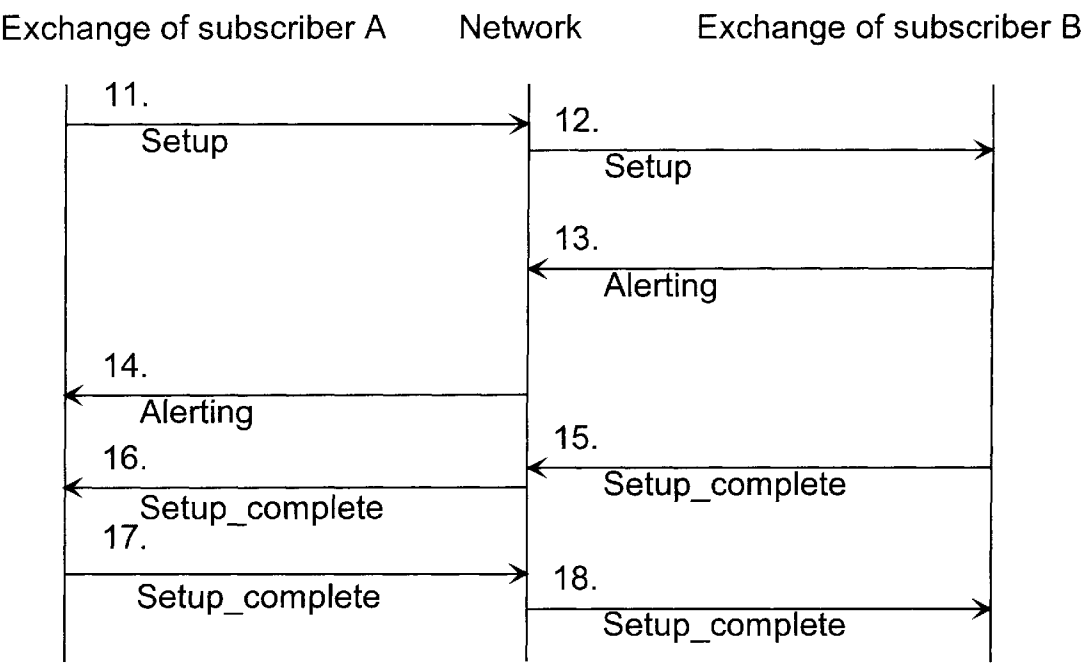 Exchange of subscriber A Network Exchange of subscriber B
11.
Setup
12.
Setup
13.
Alerting
14.
Alerting
15.
Setup_complete
16.
Setup_complete
17.
Setup_complete
18.
Setup_complete